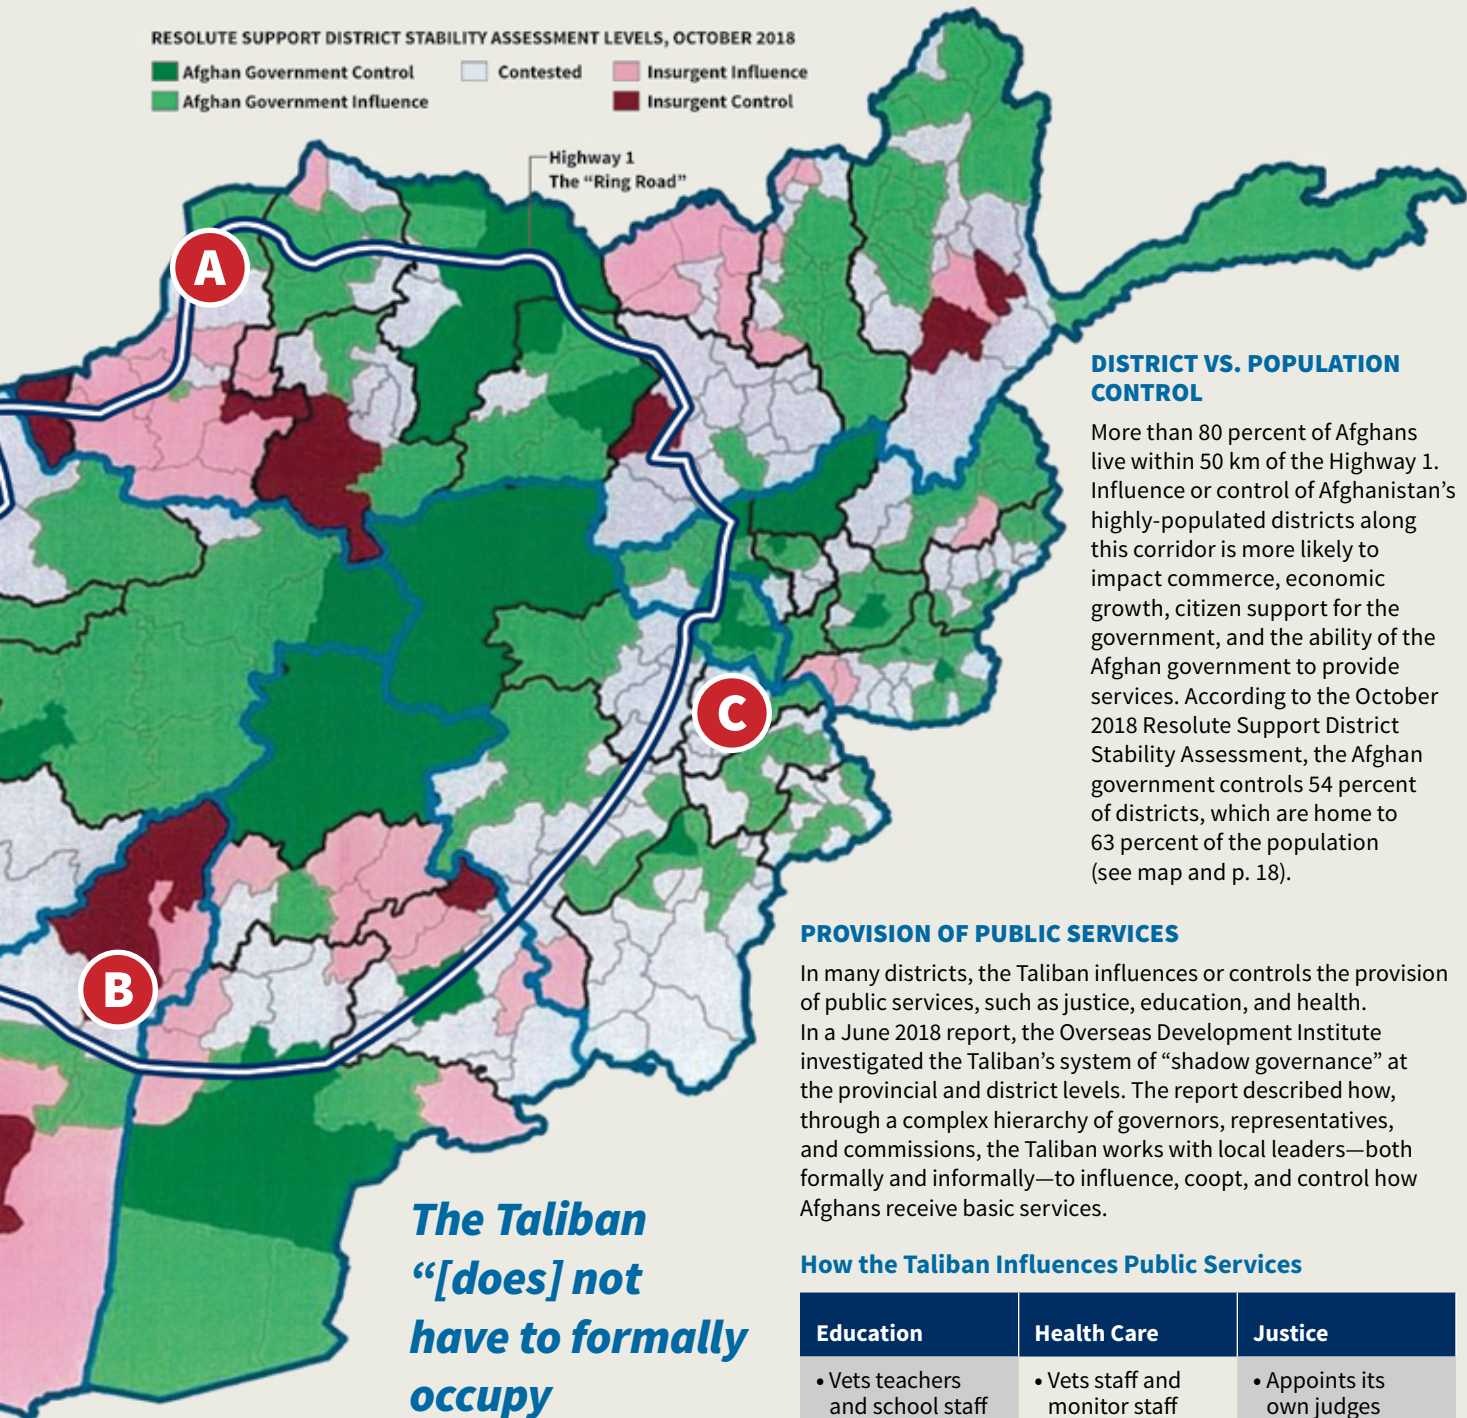 RESOLUTE SUPPORT DISTRICT STABILITY ASSESSMENT LEVELS, OCTOBER 2018
Afghan Government Control
Contested
Insurgent Influence
Afghan Government Influence
Insurgent Control
Highway 1
The “Ring Road”
A
B
C
DISTRICT VS. POPULATION
CONTROL
More than 80 percent of Afghans
live within 50 km of the Highway 1.
Influence or control of Afghanistan’s
highly-populated districts along
this corridor is more likely to
impact commerce, economic
growth, citizen support for the
government, and the ability of the
Afghan government to provide
services. According to the October
2018 Resolute Support District
Stability Assessment, the Afghan
government controls 54 percent
of districts, which are home to
63 percent of the population
(see map and p. 18).
PROVISION OF PUBLIC SERVICES
In many districts, the Taliban influences or controls the provision
of public services, such as justice, education, and health.
In a June 2018 report, the Overseas Development Institute
investigated the Taliban’s system of “shadow governance” at
the provincial and district levels. The report described how,
through a complex hierarchy of governors, representatives,
and commissions, the Taliban works with local leaders—both
formally and informally—to influence, coopt, and control how
Afghans receive basic services.
The Taliban
“[does] not
have to formally
occupy
How the Taliban Influences Public Services
Education
Health Care
Justice
• Vets teachers
and school staff
• Vets staff and
monitor staff
• Appoints its
own judges